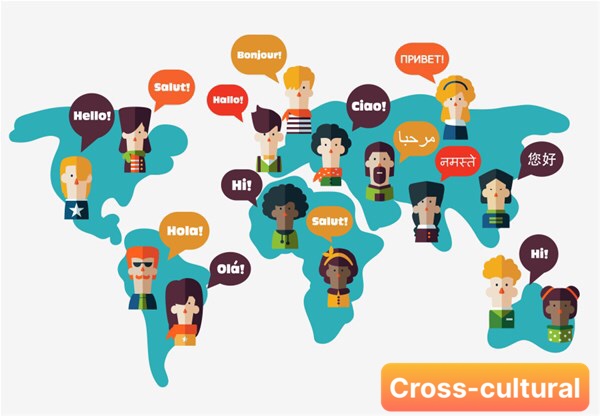 Bonjour!
ПРИВЕТ!
Salut!
Hello!
Hallo!
Ciao!
مرحبا
नमस्ते
您好
Hi!
Salut!
Hola!
Olá!
Hi!
Cross-cultural